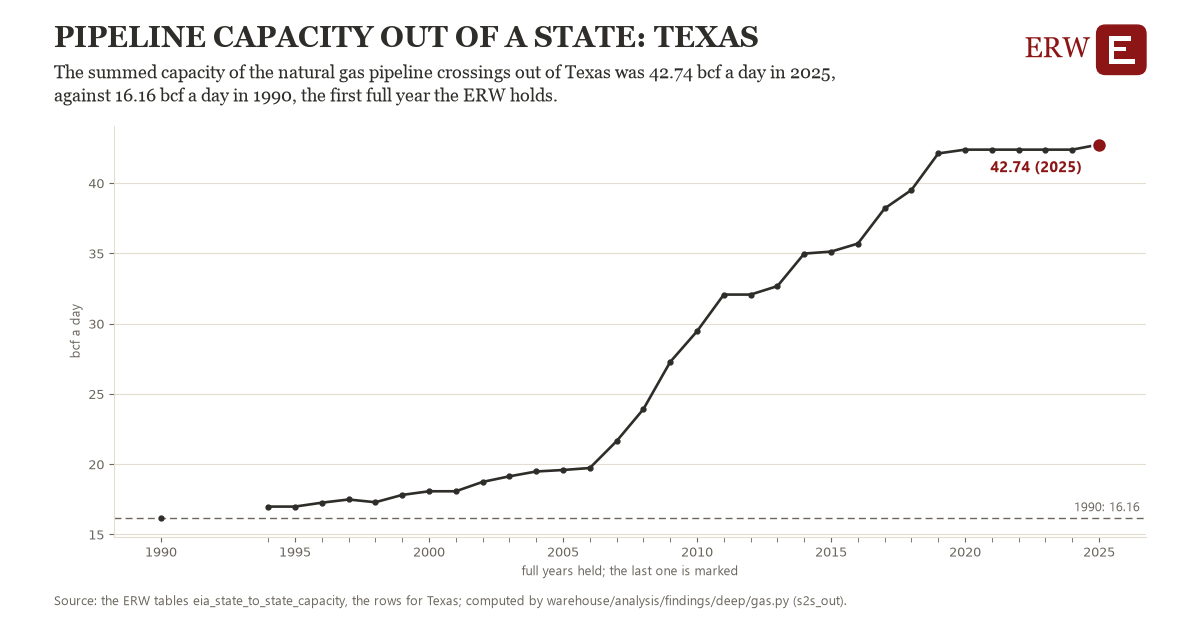 PIPELINE CAPACITY OUT OF A STATE: TEXAS
ERW E
The summed capacity of the natural gas pipeline crossings out of Texas was 42.74 bcf a day in 2025,
against 16.16 bcf a day in 1990, the first full year the ERW holds.
42.74 (2025)
40
35
30
25
20
15
bcf a day
1990: 16.16
1990 1995 2000 2005 2010 2015 2020 2025
full years held; the last one is marked
Source: the ERW tables eia_state_to_state_capacity, the rows for Texas; computed by warehouse/analysis/findings/deep/gas.py (s2s_out).